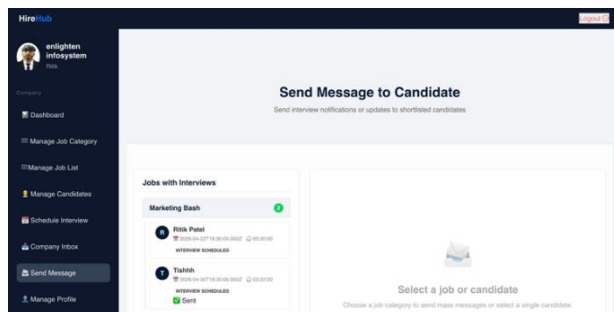 HireHub
Logout
enlighten
infosystem
Ritik
Company
Dashboard
Manage Job Category
Manage Job List
Manage Candidates
Schedule Interview
Company Inbox
Send Message
Manage Profile
Send Message to Candidate
Send interview notifications or updates to shortlisted candidates
Jobs with Interviews
Marketing Bash
R
Ritik Patel
INTERVIEW SCHEDULED
T
Tishhh
INTERVIEW SCHEDULED
Sent
Select a job or candidate
Choose a job category to send mass messages or select a single candidate.